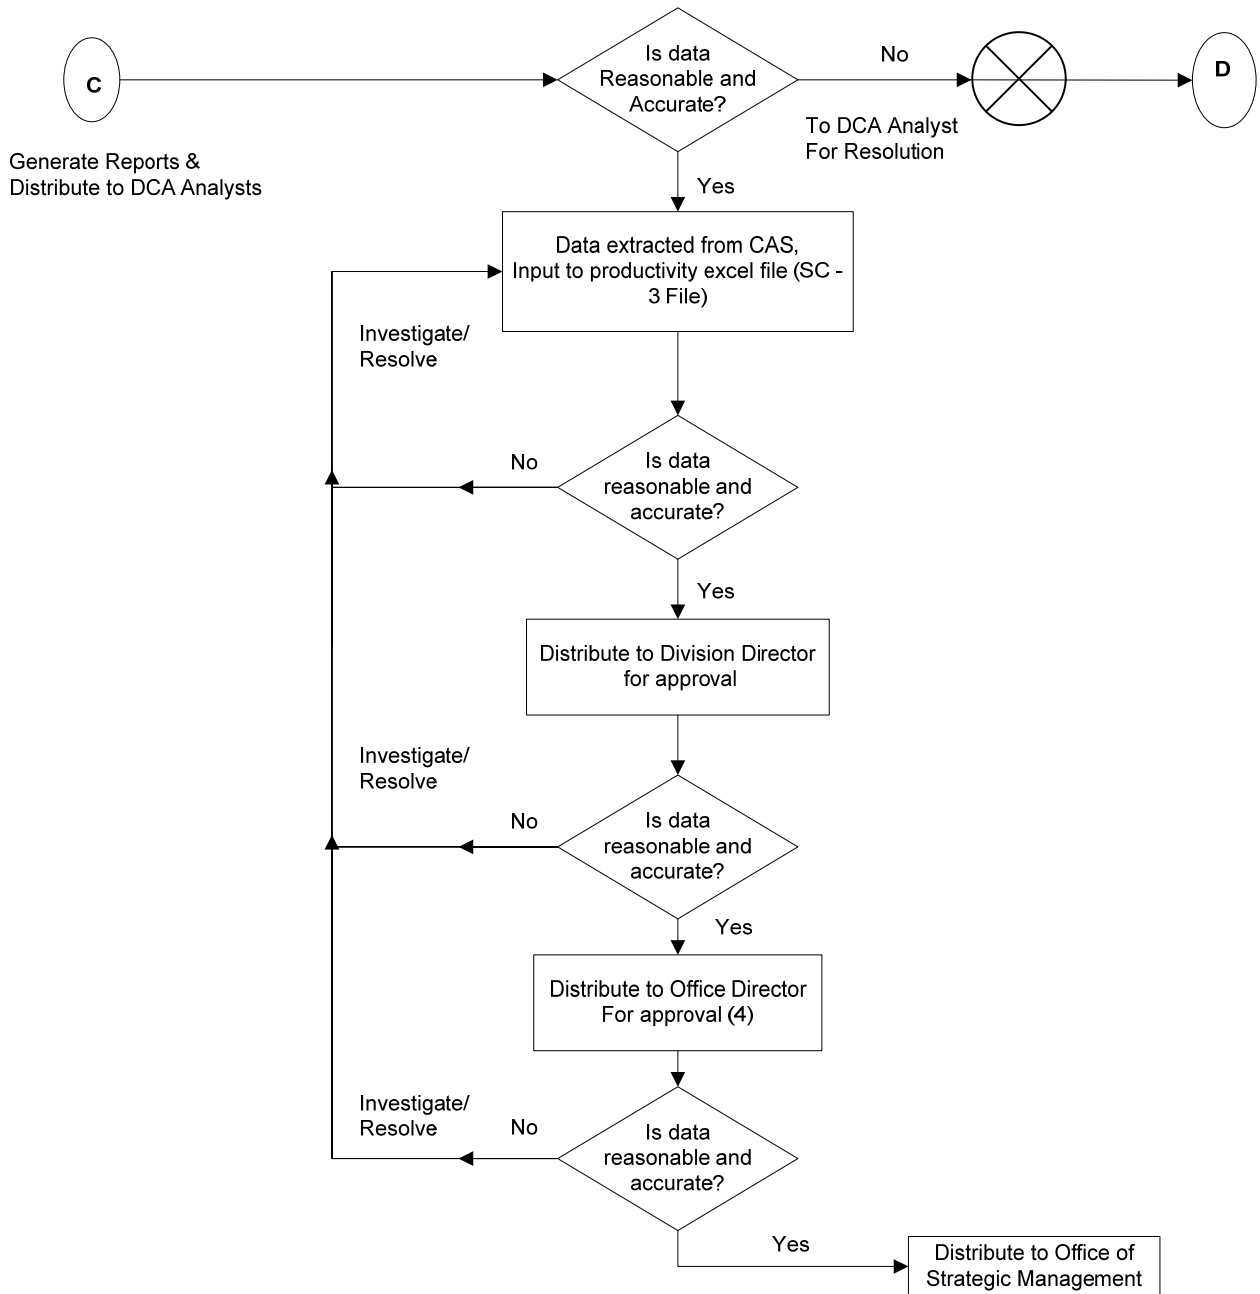 C
Is data
Reasonable and
Accurate?
No
D
To DCA Analyst
For Resolution
Generate Reports &
Distribute to DCA Analysts
Yes
Data extracted from CAS,
Input to productivity excel file (SC -
3 File)
Investigate/
Resolve
No
Is data
reasonable and
accurate?
Yes
Distribute to Division Director
for approval
Investigate/
Resolve
No
Is data
reasonable and
accurate?
Yes
Distribute to Office Director
For approval (4)
Investigate/
Resolve
No
Is data
reasonable and
accurate?
Yes
Distribute to Office of
Strategic Management